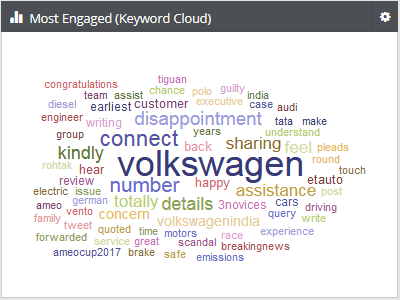 Most Engaged (Keyword Cloud)
tiguan
congratulations
chance polo guilty
team assist india
diesel earliest customer executive case audi
engineer writing disappointment tata make
group connect years understand
kindly back sharing feel pleads
rohtak hear volkswagen round
touch
review number happy assistance etauto
electric issue post
german totally details 3novices cars driving
ameo vento
family concern volkswagenindia query write
tweet quoted time motors race experience
forwarded service great scandal breakingnews
ameocup2017 brake safe emissions